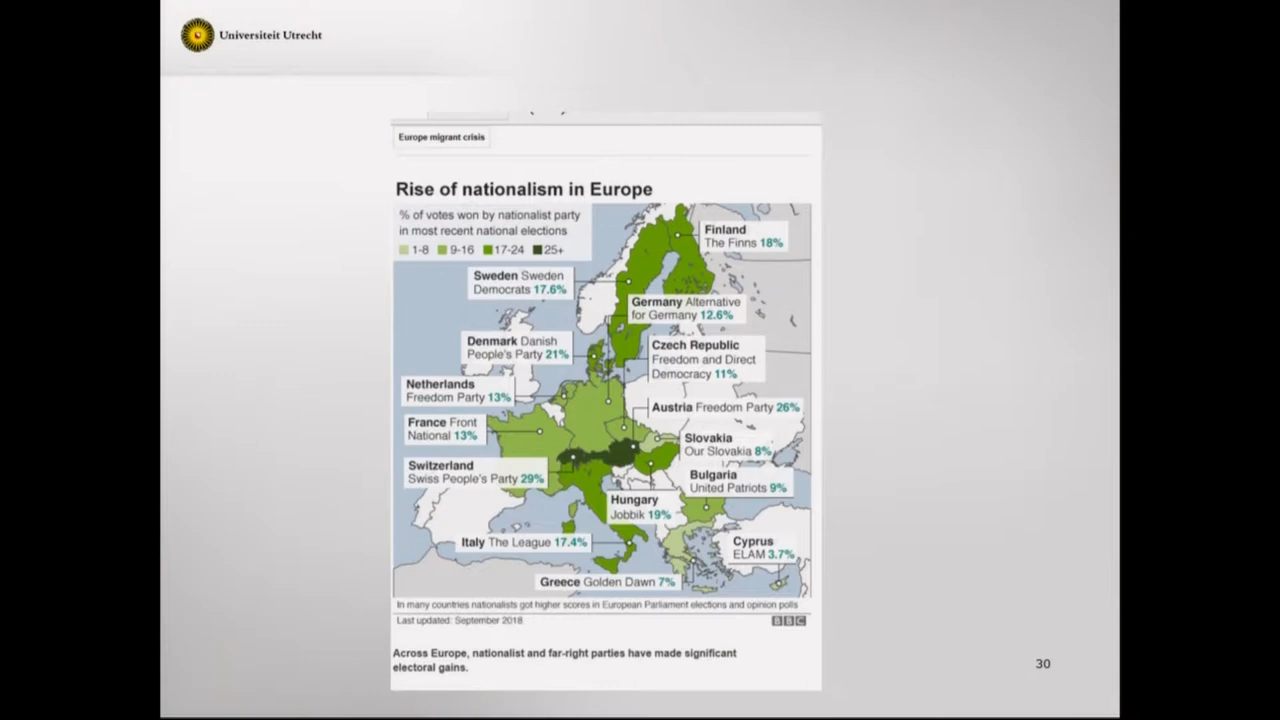 Universiteit Utrecht
Europe migrant crisis
Rise of nationalism in Europe
% of votes won by nationalist party
in most recent national elections
1-8 9-16 17-24 25+
Finland
The Finns 18%
Sweden Sweden
Democrats 17.6%
Germany Alternative
for Germany 12.6%
Denmark Danish
People's Party 21%
Czech Republic
Freedom and Direct
Democracy 11%
Netherlands
Freedom Party 13%
Austria Freedom Party 26%
France Front
National 13%
Slovakia
Our Slovakia 8%
Switzerland
Swiss People's Party 29%
Bulgaria
United Patriots 9%
Hungary
Jobbik 19%
Italy The League 17.4%
Cyprus
ELAM 3.7%
Greece Golden Dawn 7%
In many countries nationalists got higher scores in European Parliament elections and opinion polls
Last updated: September 2018
BBC
Across Europe, nationalist and far-right parties have made significant
electoral gains.
30